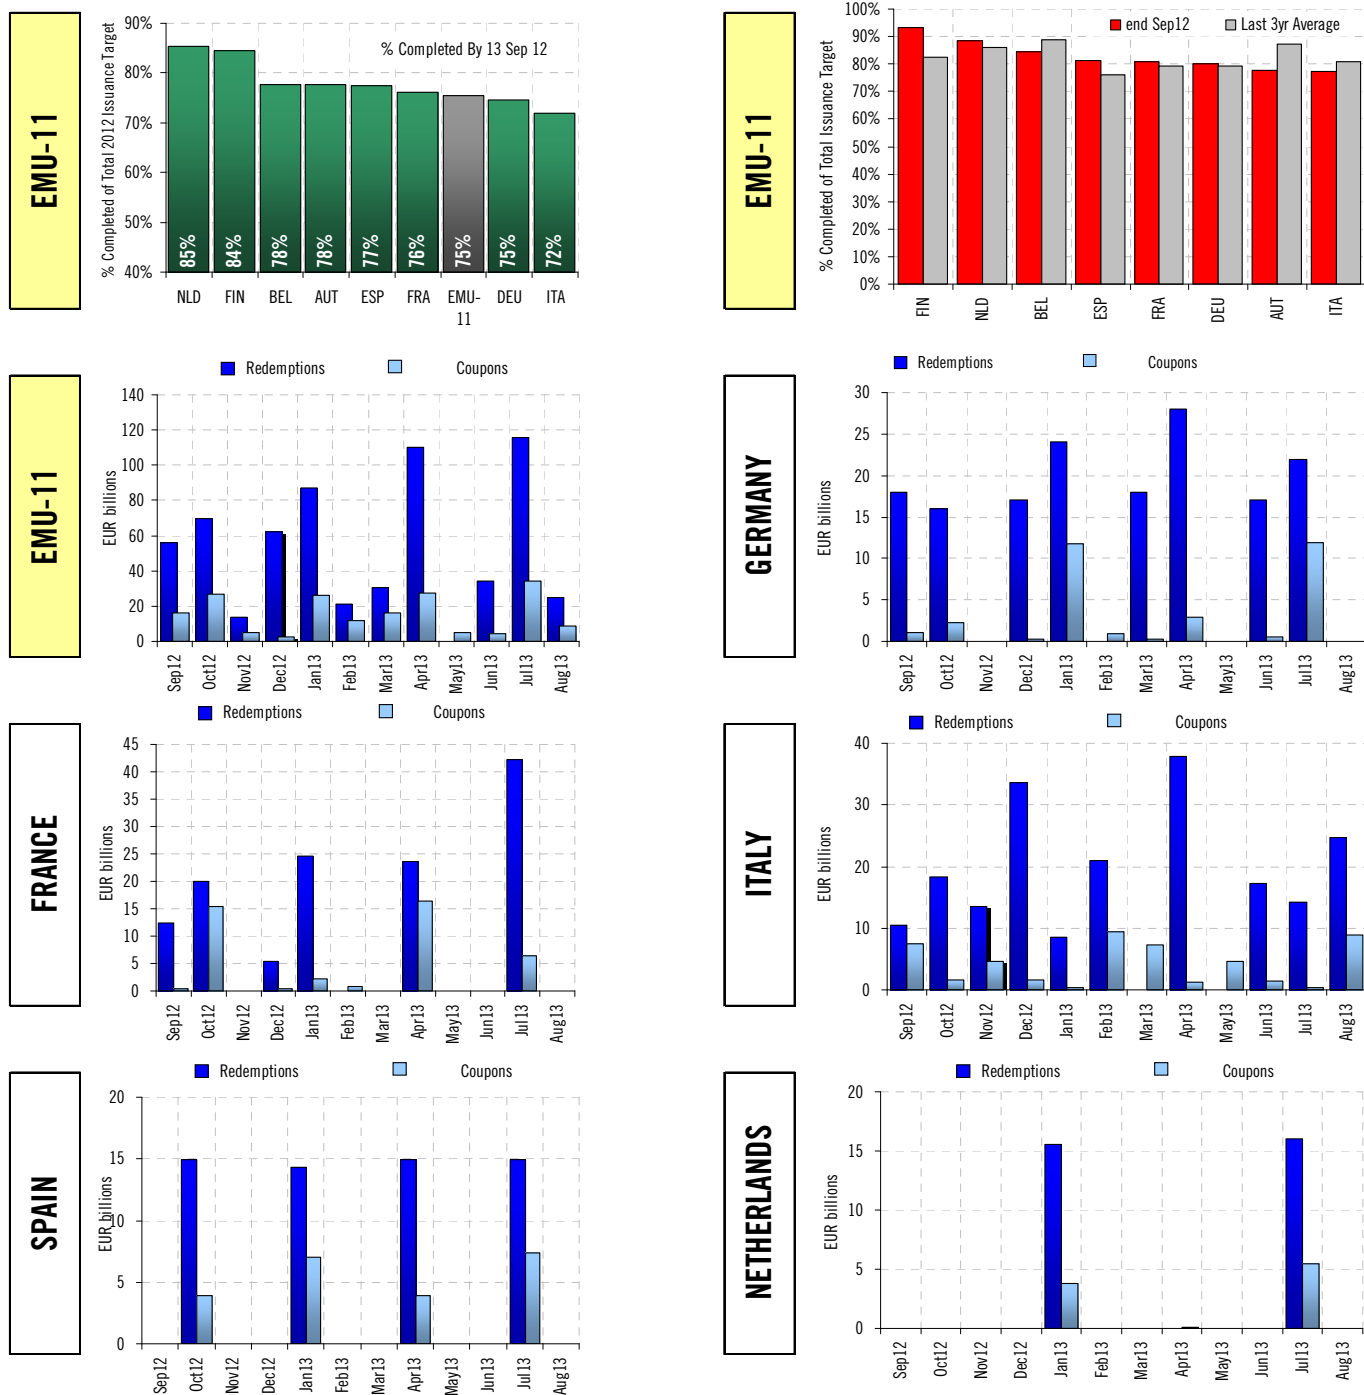 EMU-11
% Completed of Total 2012 Issuance Target
90%
80%
70%
60%
50%
40%
% Completed By 13 Sep 12
85%
84%
78%
78%
77%
76%
75%
75%
72%
NLD
FIN
BEL
AUT
ESP
FRA
EMU-
11
DEU
ITA
EMU-11
% Completed of Total Issuance Target
100%
90%
80%
70%
60%
50%
40%
30%
20%
10%
0%
end Sep12
Last 3yr Average
FIN
NLD
BEL
ESP
FRA
DEU
AUT
ITA
EMU-11
Redemptions
Coupons
EUR billions
140
120
100
80
60
40
20
0
Sep12
Oct12
Nov12
Dec12
Jan13
Feb13
Mar13
Apr13
May13
Jun13
Jul13
Aug13
GERMANY
Redemptions
Coupons
EUR billions
30
25
20
15
10
5
0
Sep12
Oct12
Nov12
Dec12
Jan13
Feb13
Mar13
Apr13
May13
Jun13
Jul13
Aug13
FRANCE
Redemptions
Coupons
EUR billions
45
40
35
30
25
20
15
10
5
0
Sep12
Oct12
Nov12
Dec12
Jan13
Feb13
Mar13
Apr13
May13
Jun13
Jul13
Aug13
ITALY
Redemptions
Coupons
EUR billions
40
30
20
10
0
Sep12
Oct12
Nov12
Dec12
Jan13
Feb13
Mar13
Apr13
May13
Jun13
Jul13
Aug13
SPAIN
Redemptions
Coupons
EUR billions
20
15
10
5
0
Sep12
Oct12
Nov12
Dec12
Jan13
Feb13
Mar13
Apr13
May13
Jun13
Jul13
Aug13
NETHERLANDS
Redemptions
Coupons
EUR billions
20
15
10
5
0
Sep12
Oct12
Nov12
Dec12
Jan13
Feb13
Mar13
Apr13
May13
Jun13
Jul13
Aug13